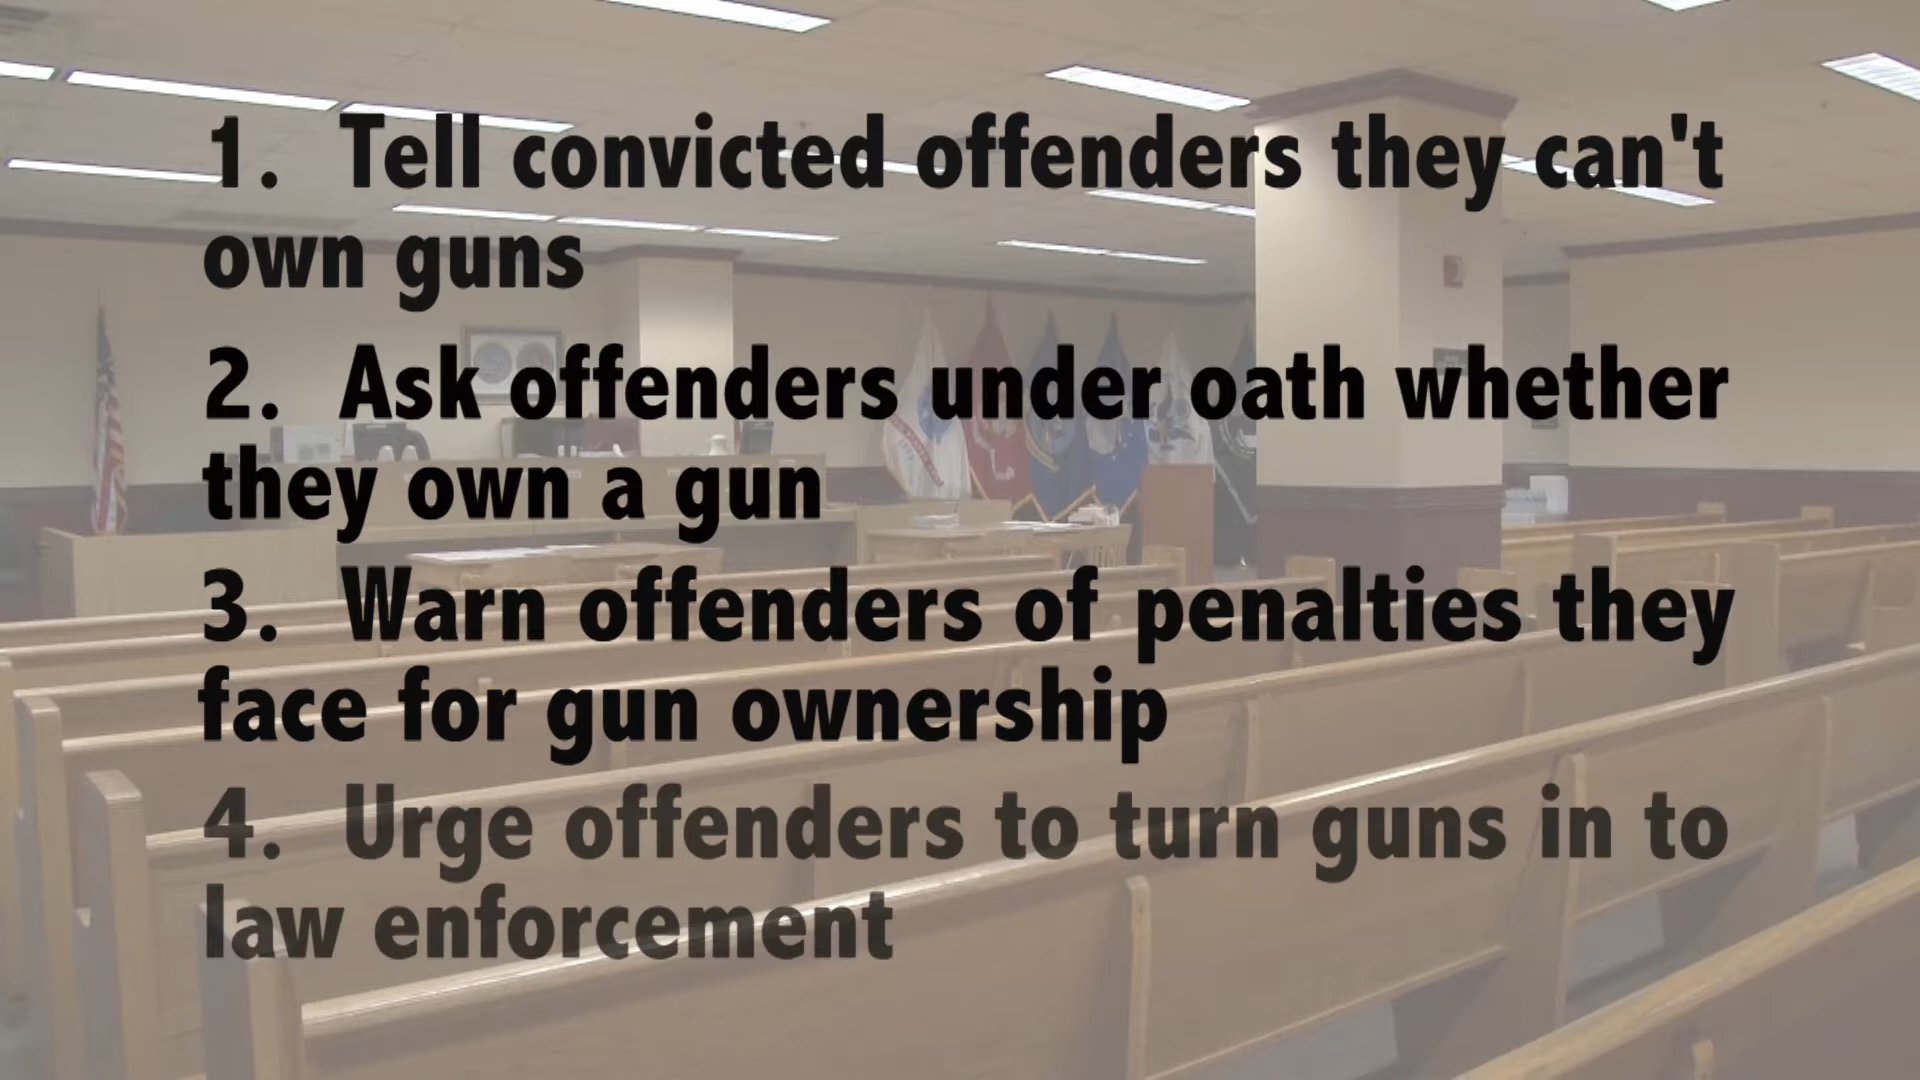 1. Tell convicted offenders they can't
own guns
2. Ask offenders under oath whether
they own a gun
3. Warn offenders of penalties they
face for gun ownership
4. Urge offenders to turn guns in to
law enforcement